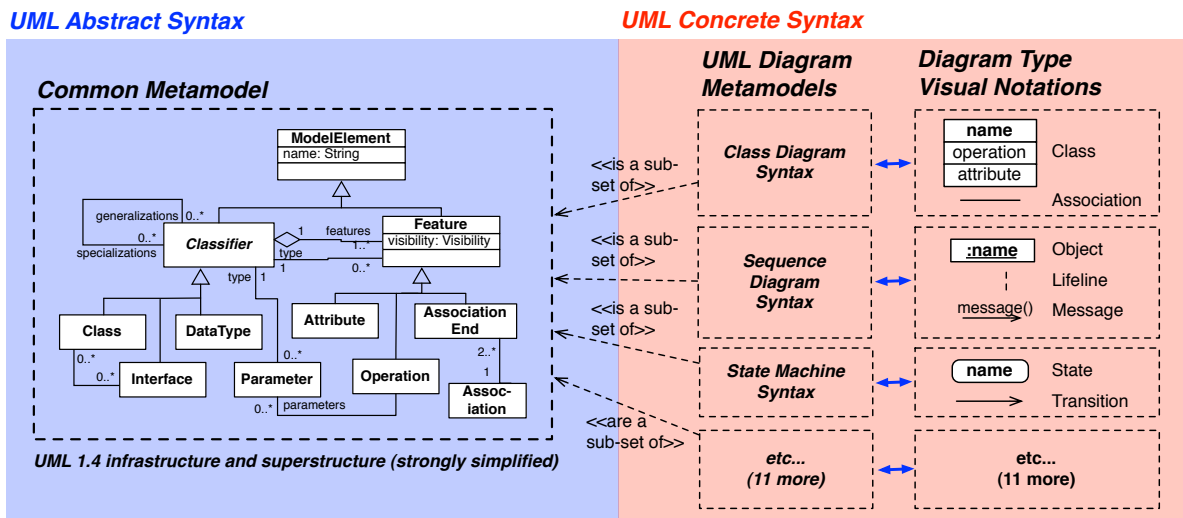 UML Abstract Syntax
UML Concrete Syntax
Common Metamodel
UML Diagram
Metamodels
Diagram Type
Visual Notations
ModelElement
name: String
generalizations
0..*
0..*
specializations
Classifier
1
features
1..*
type
1
0..*
Feature
visibility: Visibility
type
1
Class
DataType
Attribute
Association
End
0..*
0..*
Interface
0..*
Parameter
0..*
parameters
Operation
2..*
1
Assoc-
iation
UML 1.4 infrastructure and superstructure (strongly simplified)
<<is a sub-
set of>>
<<is a sub-
set of>>
<<is a sub-
set of>>
<<are a
sub-set of>>
Class Diagram
Syntax
name
operation
attribute
Class
Association
Sequence
Diagram
Syntax
:name
Object
Lifeline
message()
Message
State Machine
Syntax
name
State
Transition
etc...
(11 more)
etc...
(11 more)